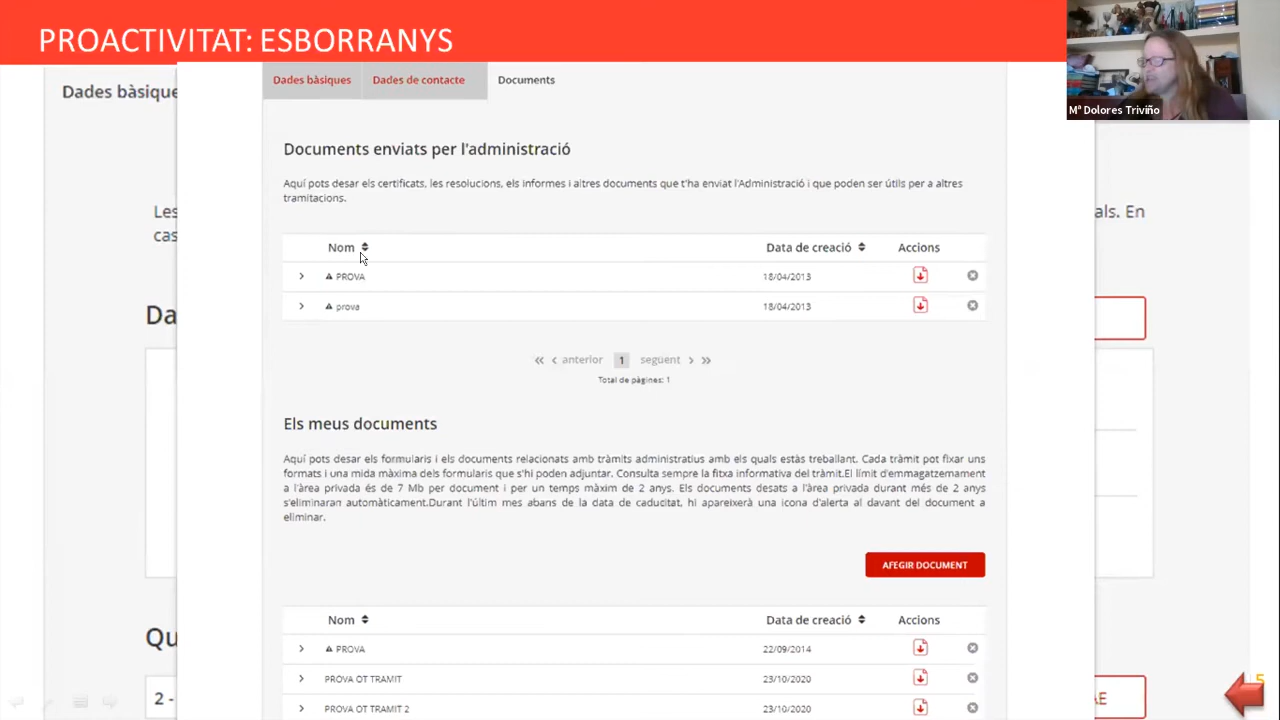 PROACTIVITAT: ESBORRANYS
Mª Dolores Triviño
Dades bàsiques
Dades de contacte
Documents
Dades bàsique
Documents enviats per l'administració
Aquí pots desar els certificats, les resolucions, els informes i altres documents que t'ha enviat l'Administració i que poden ser útils per a altres
tramitacions.
Les
cas
als. En
Nom
Data de creació
Accions
PROVA
18/04/2013
prova
18/04/2013
Da
« ‹ anterior 1 següent › »
Total de pàgines: 1
Els meus documents
Aquí pots desar els formularis i els documents relacionats amb tràmits administratius amb els quals estàs treballant. Cada tràmit pot fixar uns
formats i una mida màxima dels formularis que s'hi poden adjuntar. Consulta sempre la fitxa informativa del tràmit.El límit d'emmagatzemament
a l'àrea privada és de 7 Mb per document i per un temps màxim de 2 anys. Els documents desats a l'àrea privada durant més de 2 anys
s'eliminaran automàticament.Durant l'últim mes abans de la data de caducitat, hi apareixerà una icona d'alerta al davant del document a
eliminar.
AFEGIR DOCUMENT
Nom
Data de creació
Accions
Qu
PROVA
22/09/2014
PROVA OT TRAMIT
23/10/2020
PROVA OT TRAMIT 2
23/10/2020
2 -
AE
5